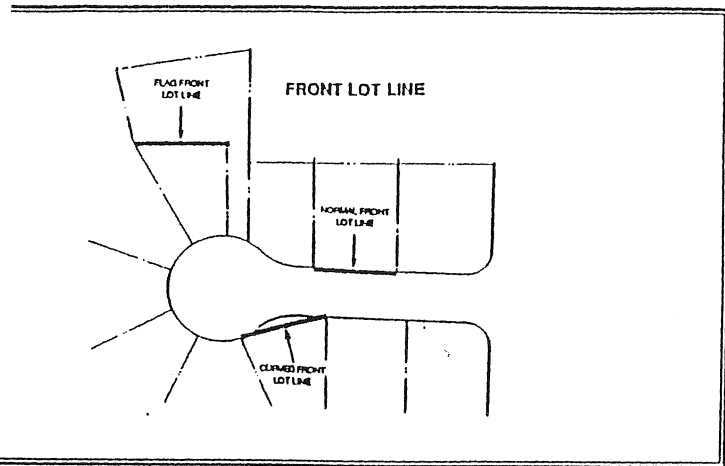 FLAG FRONT
LOT LINE
FRONT LOT LINE
NORMAL FRONT
LOT LINE
CURVED FRONT
LOT LINE